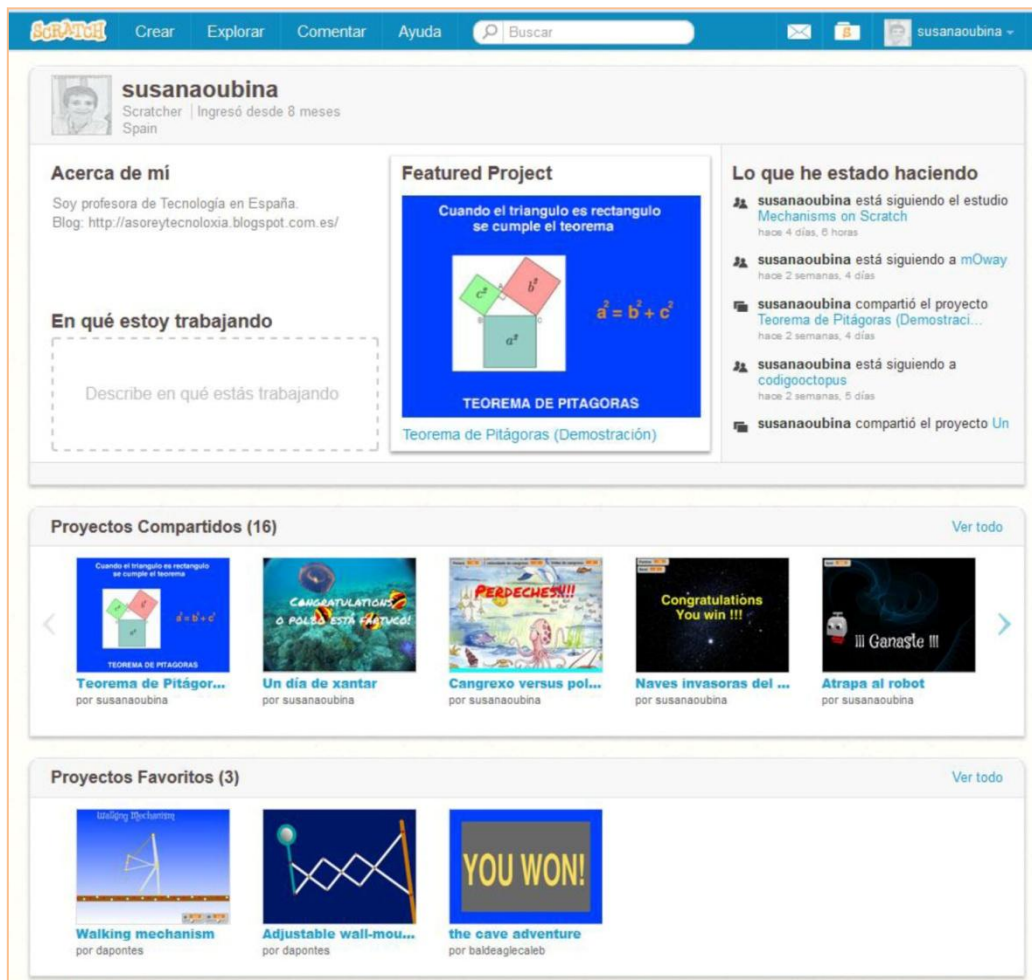 SCRATCH Crear Explorar Comentar Ayuda Buscar susanaoubina
susanaoubina
Scratcher Ingresó desde 8 meses
Spain
Acerca de mí
Soy profesora de Tecnología en España.
Blog: http://asoreytecnoloxia.blogspot.com.es/
En qué estoy trabajando
Describe en qué estás trabajando
Featured Project
Cuando el triangulo es rectangulo
se cumple el teorema
c² b²
a² = b² + c²
B C
a²
TEOREMA DE PITAGORAS
Teorema de Pitágoras (Demostración)
Lo que he estado haciendo
susanaoubina está siguiendo el estudio
Mechanisms on Scratch
hace 4 días, 6 horas
susanaoubina está siguiendo a mOway
hace 2 semanas, 4 días
susanaoubina compartió el proyecto
Teorema de Pitágoras (Demostraci...
hace 2 semanas, 4 días
susanaoubina está siguiendo a
codigooctopus
hace 2 semanas, 5 días
susanaoubina compartió el proyecto Un
Proyectos Compartidos (16) Ver todo
Cuando el triangulo es rectangulo
se cumple el teorema
a² = b² + c²
TEOREMA DE PITAGORAS
Teorema de Pitágor...
por susanaoubina
CONGRATULATIONS
O POLBO ESTÁ FARTUCO!
Un día de xantar
por susanaoubina
PERDECHES!!!!
Cangrexo versus pol...
por susanaoubina
Congratulations
You win !!!
Naves invasoras del ...
por susanaoubina
!!! Ganaste !!!
Atrapa al robot
por susanaoubina
Proyectos Favoritos (3) Ver todo
Walking Mechanism
Walking mechanism
por dapontes
Adjustable wall-mou...
por dapontes
YOU WON!
the cave adventure
por baldeaglecaleb